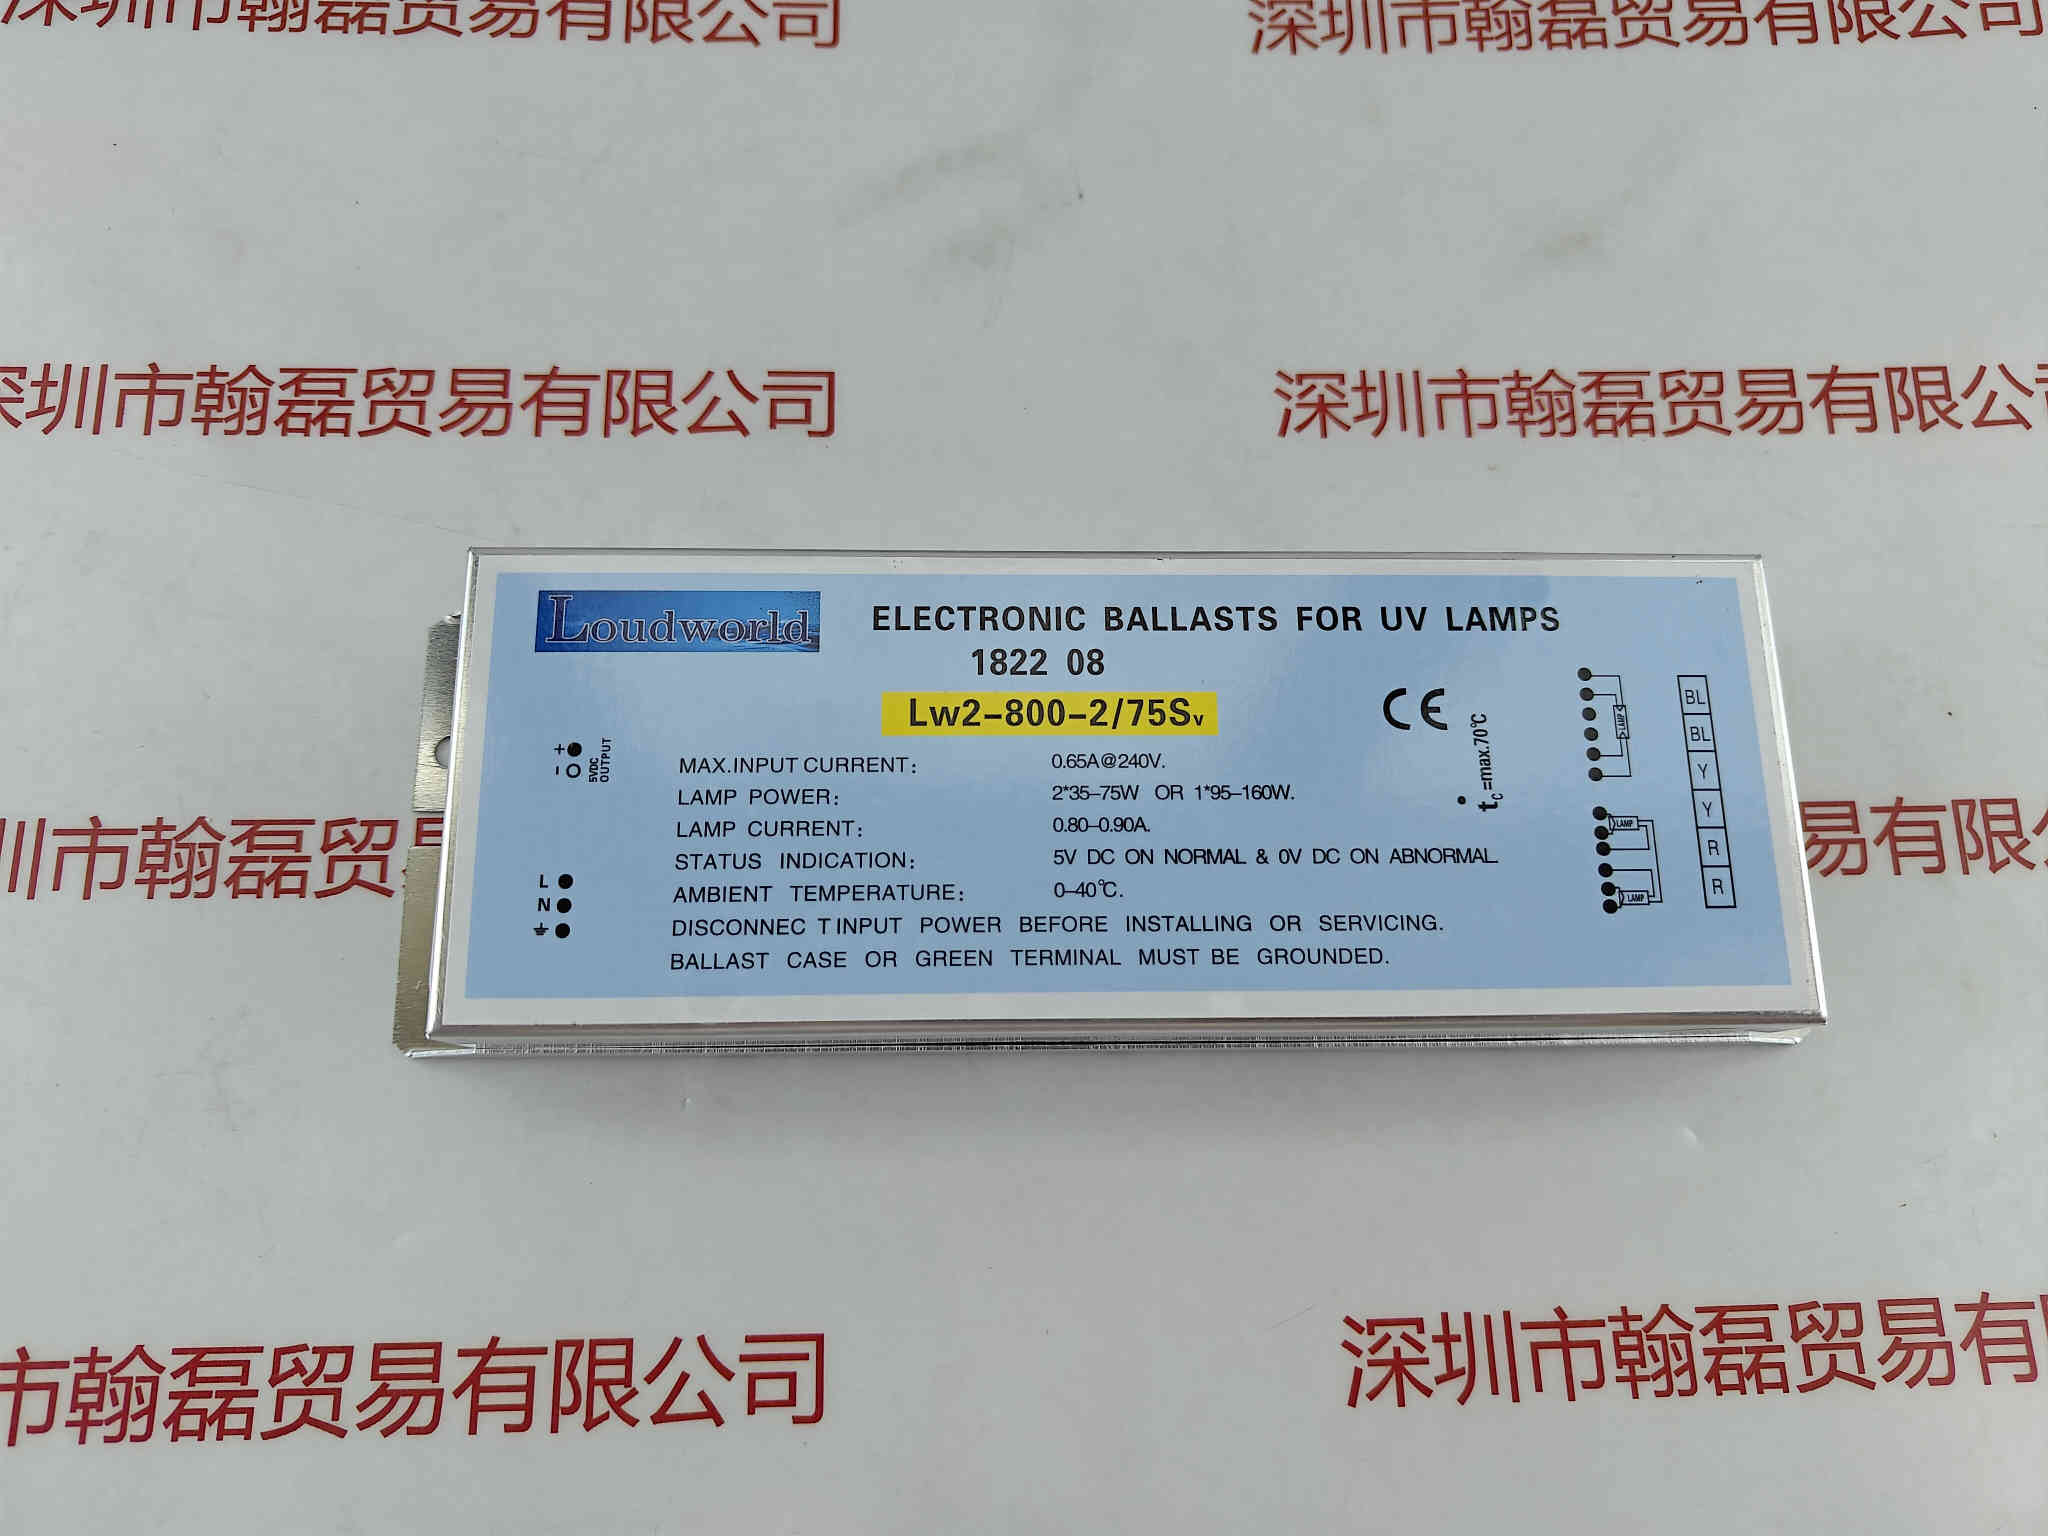 深圳市翰磊贸易有限公司
深圳市翰磊贸易有限公司
深圳市翰磊贸易有限公司
深圳市翰磊贸易有限公
Loudworld
ELECTRONIC BALLASTS FOR UV LAMPS
1822 08
Lw2-800-2/75Sv
CE
tc=max.70℃
+
-
5VDC
OUTPUT
MAX.INPUT CURRENT: 0.65A@240V.
LAMP POWER: 2*35-75W OR 1*95-160W.
LAMP CURRENT: 0.80-0.90A.
STATUS INDICATION: 5V DC ON NORMAL & 0V DC ON ABNORMAL
AMBIENT TEMPERATURE: 0-40℃.
DISCONNEC T INPUT POWER BEFORE INSTALLING OR SERVICING.
BALLAST CASE OR GREEN TERMINAL MUST BE GROUNDED.
L
N
LAMP
LAMP
LAMP
BL
BL
Y
Y
R
R
圳市翰磊贸
易有限公
市翰磊贸易有限公司
深圳市翰磊贸易有限